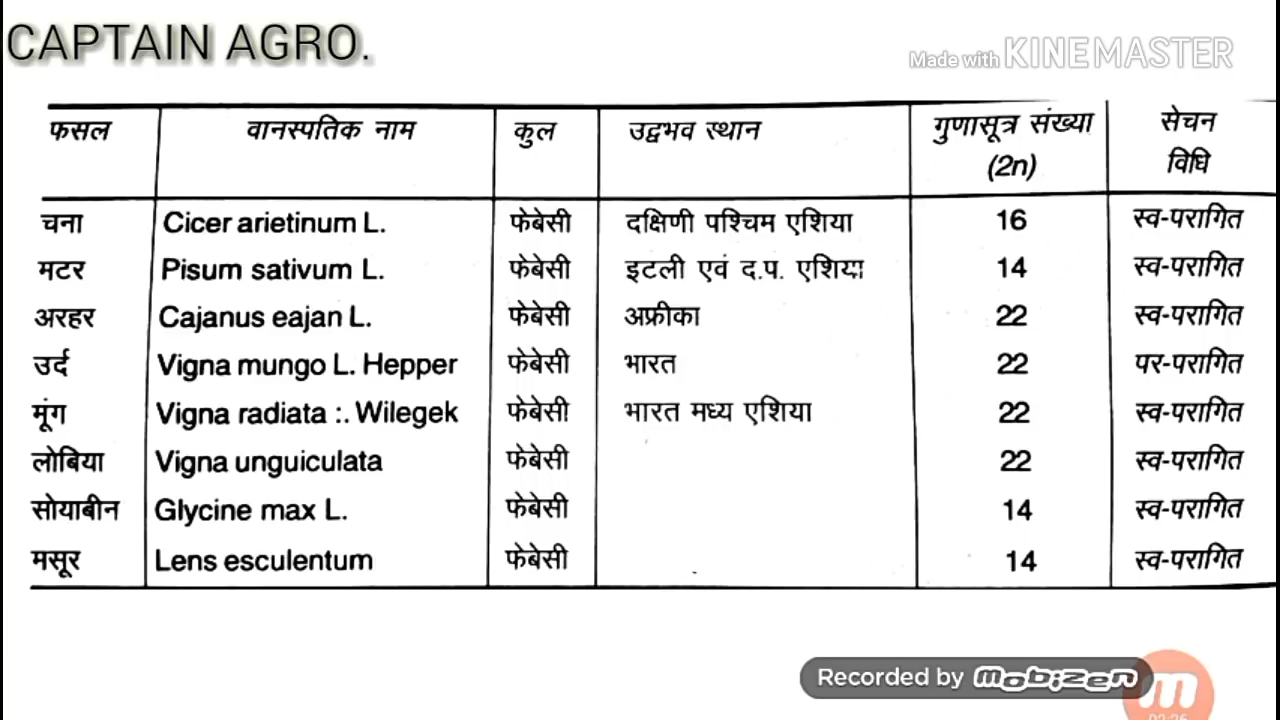 CAPTAIN AGRO.
Made with KINEMASTER
फसल वानस्पतिक नाम कुल उद्वभव स्थान गुणासूत्र संख्या (2n) सेचन विधि
चना Cicer arietinum L. फेबेसी दक्षिणी पश्चिम एशिया 16 स्व-परागित
मटर Pisum sativum L. फेबेसी इटली एवं द.प. एशिया 14 स्व-परागित
अरहर Cajanus eajan L. फेबेसी अफ्रीका 22 स्व-परागित
उर्द Vigna mungo L. Hepper फेबेसी भारत 22 पर-परागित
मूंग Vigna radiata :. Wilegek फेबेसी भारत मध्य एशिया 22 स्व-परागित
लोबिया Vigna unguiculata फेबेसी 22 स्व-परागित
सोयाबीन Glycine max L. फेबेसी 14 स्व-परागित
मसूर Lens esculentum फेबेसी 14 स्व-परागित
Recorded by mobizen